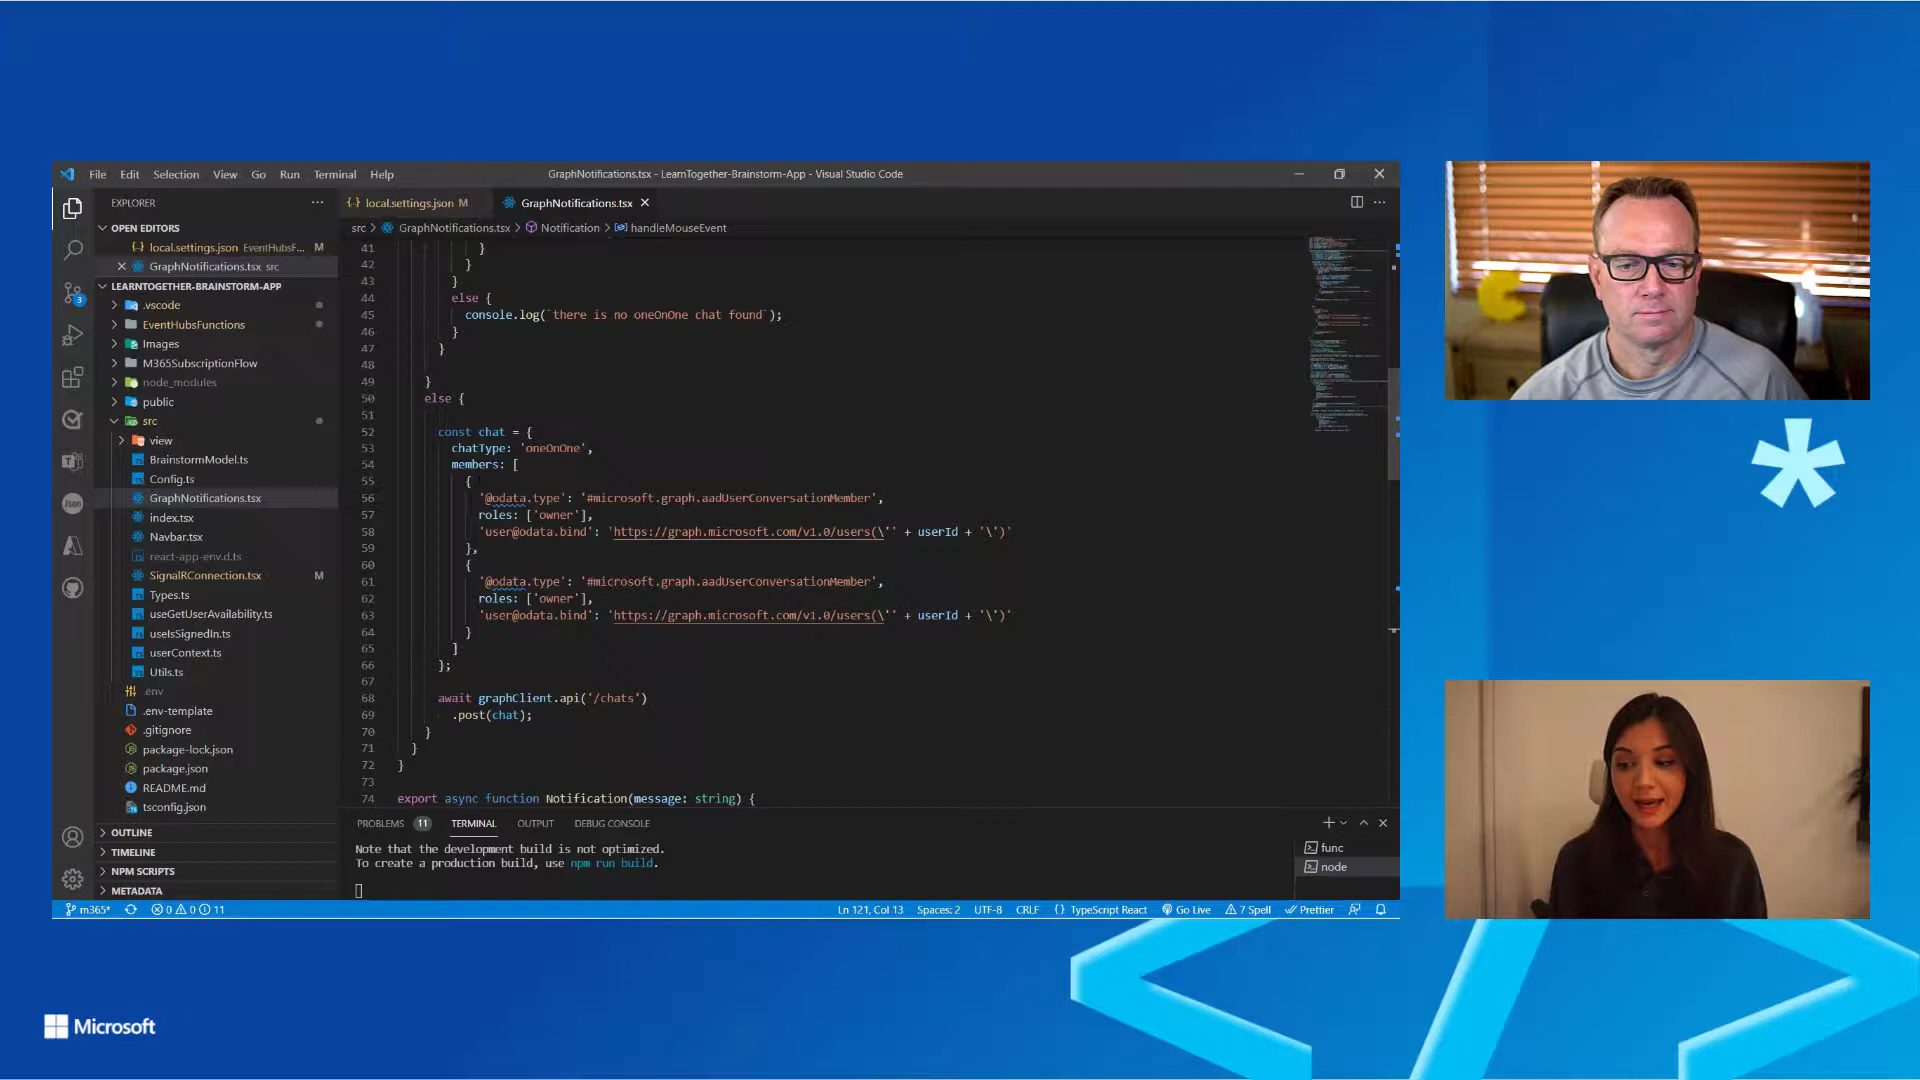 File Edit Selection View Go Run Terminal Help
GraphNotifications.tsx - LearnTogether-Brainstorm-App - Visual Studio Code
EXPLORER
OPEN EDITORS
local.settings.json EventHubsF... M
GraphNotifications.tsx src
LEARNTOGETHER-BRAINSTORM-APP
.vscode
EventHubsFunctions
Images
M365SubscriptionFlow
node_modules
public
src
view
BrainstormModel.ts
Config.ts
GraphNotifications.tsx
index.tsx
Navbar.tsx
react-app-env.d.ts
SignalRConnection.tsx M
Types.ts
useGetUserAvailability.ts
useIsSignedIn.ts
userContext.ts
Utils.ts
.env
.env-template
.gitignore
package-lock.json
package.json
README.md
tsconfig.json
OUTLINE
TIMELINE
NPM SCRIPTS
METADATA
3
Json
local.settings.json M GraphNotifications.tsx
src > GraphNotifications.tsx > Notification > handleMouseEvent
41 }
42 }
43 }
44 else {
45 console.log(`there is no oneOnOne chat found`);
46 }
47 }
48
49 }
50 else {
51
52 const chat = {
53 chatType: 'oneOnOne',
54 members: [
55 {
56 '@odata.type': '#microsoft.graph.aadUserConversationMember',
57 roles: ['owner'],
58 'user@odata.bind': 'https://graph.microsoft.com/v1.0/users(\'' + userId + '\')'
59 },
60 {
61 '@odata.type': '#microsoft.graph.aadUserConversationMember',
62 roles: ['owner'],
63 'user@odata.bind': 'https://graph.microsoft.com/v1.0/users(\'' + userId + '\')'
64 }
65 ]
66 };
67
68 await graphClient.api('/chats')
69 .post(chat);
70 }
71 }
72 }
73
74 export async function Notification(message: string) {
PROBLEMS 11 TERMINAL OUTPUT DEBUG CONSOLE
Note that the development build is not optimized.
To create a production build, use npm run build.
func
node
m365* 0 0 11
Ln 121, Col 13 Spaces: 2 UTF-8 CRLF {} TypeScript React Go Live 7 Spell Prettier
Microsoft